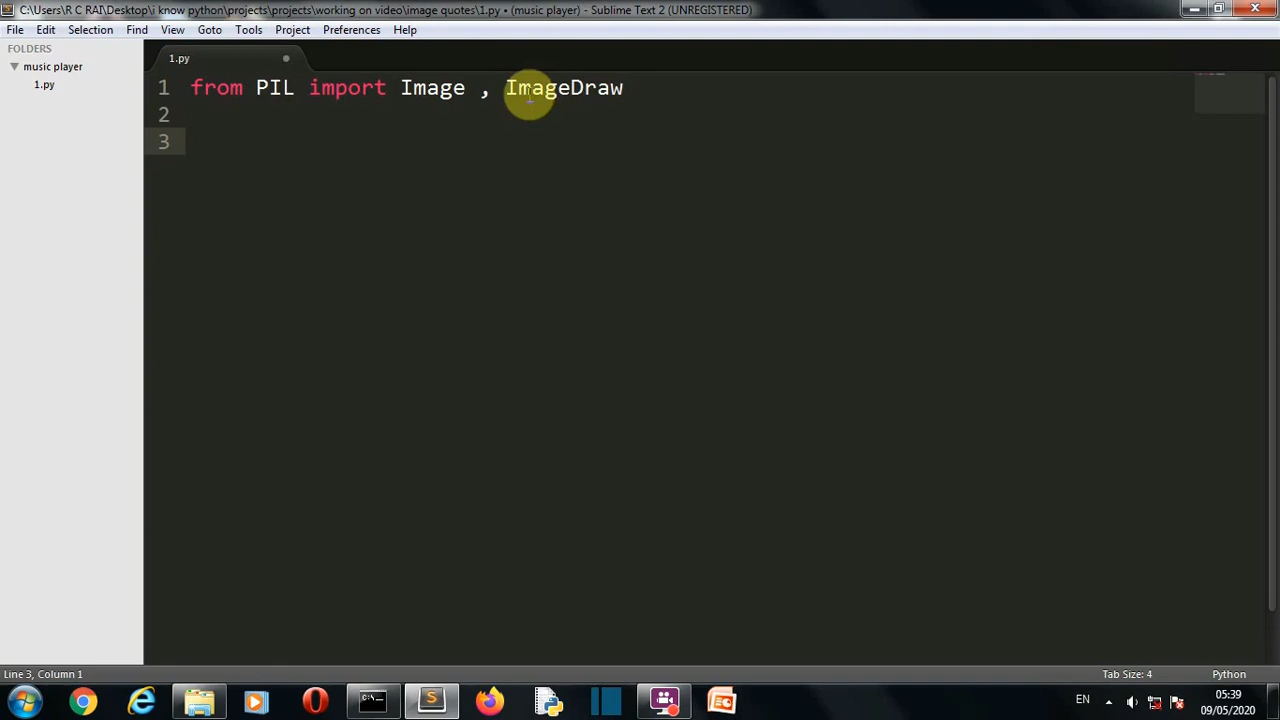 C:\Users\R C RAI\Desktop\i know python\projects\projects\working on video\image quotes\1.py • (music player) - Sublime Text 2 (UNREGISTERED)
File Edit Selection Find View Goto Tools Project Preferences Help
FOLDERS
music player
1.py
1.py
1 from PIL import Image , ImageDraw
2
3
Line 3, Column 1
Tab Size: 4
Python
EN
05:39
09/05/2020